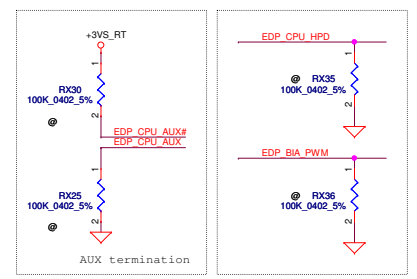 +3VS_RT
1
RX30
100K_0402_5%
2
@
EDP_CPU_AUX#
EDP_CPU_AUX
1
RX25
100K_0402_5%
2
@
AUX termination
EDP_CPU_HPD
1
@ RX35
100K_0402_5%
2
EDP_BIA_PWM
1
@ RX36
100K_0402_5%
2